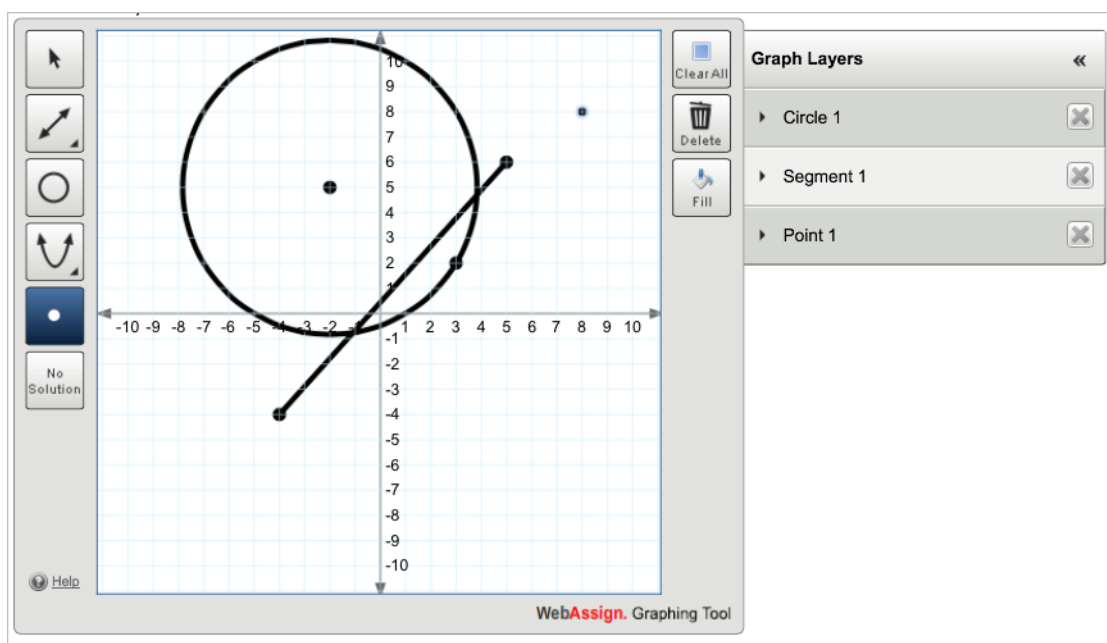 ClearAll
Delete
Fill
Graph Layers
«
Circle 1
Segment 1
Point 1
10
9
8
7
6
5
4
3
2
1
-10 -9 -8 -7 -6 -5 -4 -3 -2 -1 1 2 3 4 5 6 7 8 9 10
-1
-2
-3
-4
-5
-6
-7
-8
-9
-10
No
Solution
Help
WebAssign. Graphing Tool